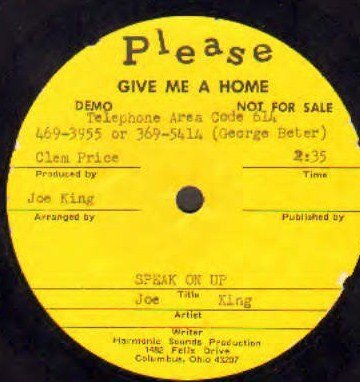 Please
GIVE ME A HOME
DEMO NOT FOR SALE
Telephone Area Code 614
469-3955 or 369-5414 (George Beter)
Clem Price 2:35
Produced by Time
Joe King
Arranged by Published by
SPEAK ON UP
Title
Joe King
Artist
Writer
Harmonic Sounds Production
1482 Felix Drive
Columbus, Ohio 43207